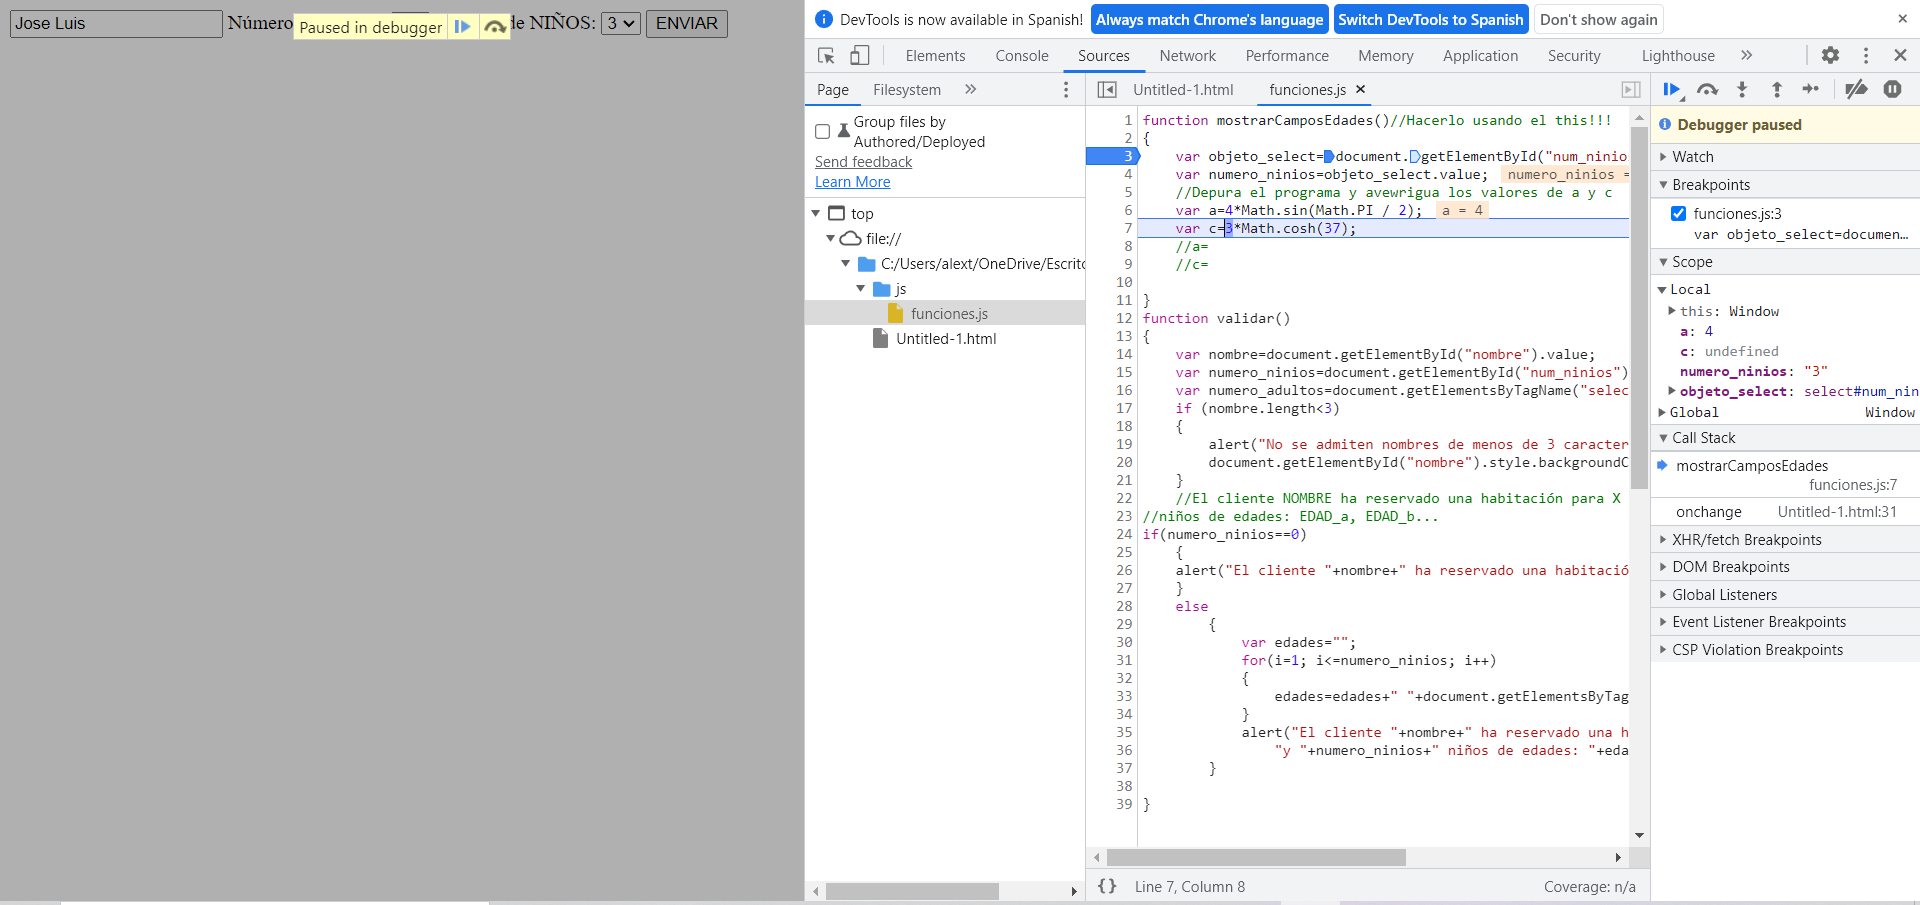 Jose Luis Número Paused in debugger de NIÑOS: 3 ENVIAR
DevTools is now available in Spanish! Always match Chrome's language Switch DevTools to Spanish Don't show again ×
Elements Console Sources Network Performance Memory Application Security Lighthouse »
Page Filesystem »
Group files by
Authored/Deployed
Send feedback
Learn More
top
file://
C:/Users/alext/OneDrive/Escrito
js
funciones.js
Untitled-1.html
Untitled-1.html funciones.js ×
1 function mostrarCamposEdades()//Hacerlo usando el this!!!
2 {
3 var objeto_select=document.getElementById("num_ninio
4 var numero_ninios=objeto_select.value; numero_ninios =
5 //Depura el programa y avewrigua los valores de a y c
6 var a=4*Math.sin(Math.PI / 2); a = 4
7 var c=3*Math.cosh(37);
8 //a=
9 //c=
10
11 }
12 function validar()
13 {
14 var nombre=document.getElementById("nombre").value;
15 var numero_ninios=document.getElementById("num_ninios")
16 var numero_adultos=document.getElementsByTagName("selec
17 if (nombre.length<3)
18 {
19 alert("No se admiten nombres de menos de 3 caracter
20 document.getElementById("nombre").style.backgroundC
21 }
22 //El cliente NOMBRE ha reservado una habitación para X
23 //niños de edades: EDAD_a, EDAD_b...
24 if(numero_ninios==0)
25 {
26 alert("El cliente "+nombre+" ha reservado una habitació
27 }
28 else
29 {
30 var edades="";
31 for(i=1; i<=numero_ninios; i++)
32 {
33 edades=edades+" "+document.getElementsByTag
34 }
35 alert("El cliente "+nombre+" ha reservado una h
36 "y "+numero_ninios+" niños de edades: "+eda
37 }
38
39 }
{} Line 7, Column 8 Coverage: n/a
Debugger paused
Watch
Breakpoints
funciones.js:3
var objeto_select=documen…
Scope
Local
this: Window
a: 4
c: undefined
numero_ninios: "3"
objeto_select: select#num_nin
Global Window
Call Stack
mostrarCamposEdades
funciones.js:7
onchange Untitled-1.html:31
XHR/fetch Breakpoints
DOM Breakpoints
Global Listeners
Event Listener Breakpoints
CSP Violation Breakpoints